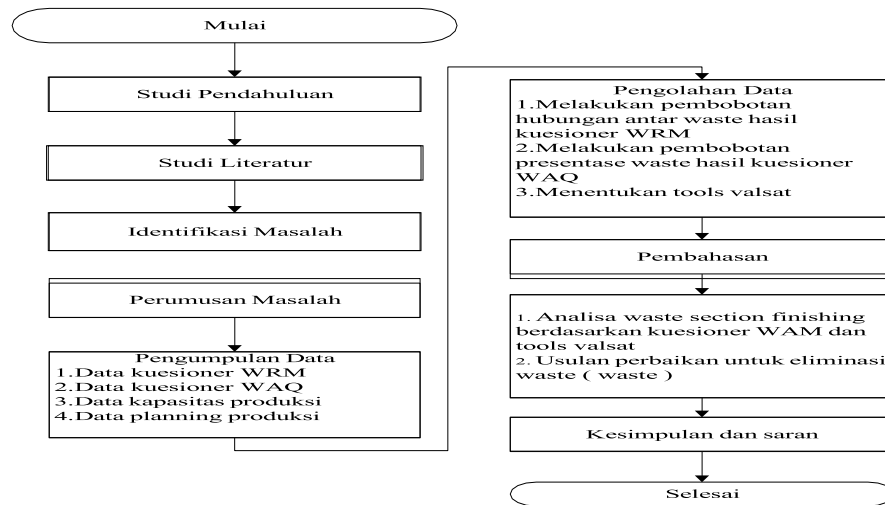 Mulai
Studi Pendahuluan
Studi Literatur
Identifikasi Masalah
Perumusan Masalah
Pengumpulan Data
1.Data kuesioner WRM
2.Data kuesioner WAQ
3.Data kapasitas produksi
4.Data planning produksi
Pengolahan Data
1.Melakukan pembobotan
hubungan antar waste hasil
kuesioner WRM
2.Melakukan pembobotan
presentase waste hasil kuesioner
WAQ
3.Menentukan tools valsat
Pembahasan
1. Analisa waste section finishing
berdasarkan kuesioner WAM dan
tools valsat
2. Usulan perbaikan untuk eliminasi
waste ( waste )
Kesimpulan dan saran
Selesai